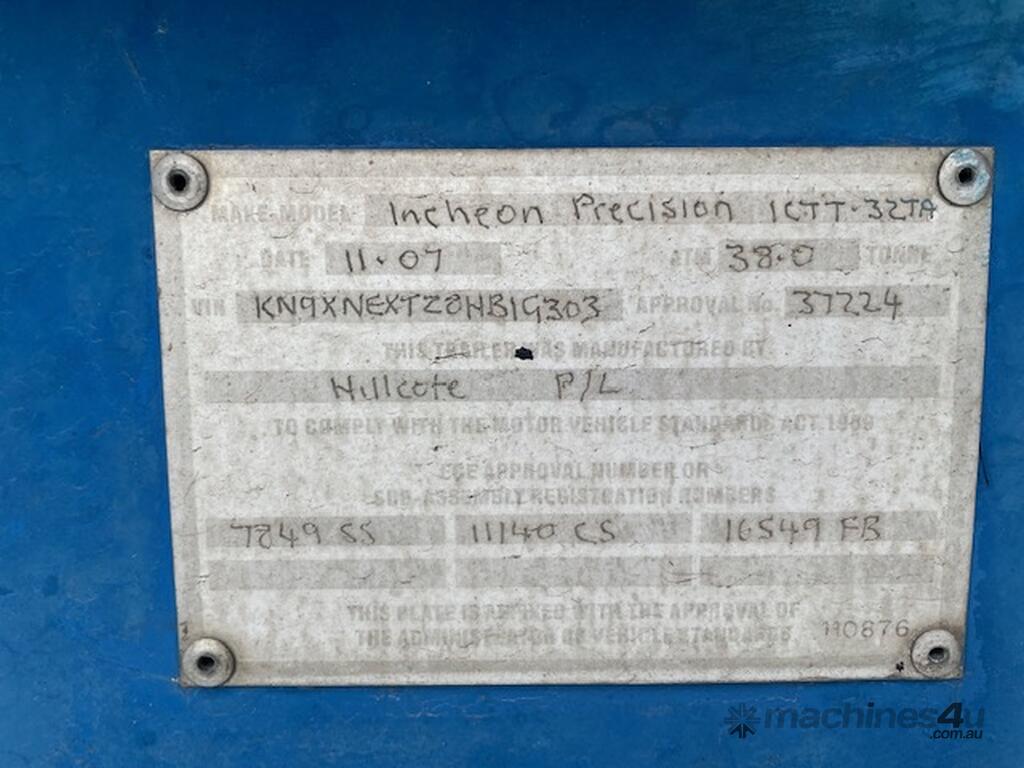 MAKE-MODEL Incheon Precision ICTT-32TA
DATE 11.07 ATM 38.0 TONNE
VIN KN9XNEXTZ8HB1G303 APPROVAL No. 37224
THIS TRAILER WAS MANUFACTURED BY
Hillcote P/L
TO COMPLY WITH THE MOTOR VEHICLE STANDARDS ACT 1989
CGE APPROVAL NUMBER OR
SUB-ASSEMBLY REGISTRATION NUMBERS
7849 SS 11140 CS 16549 FB
THIS PLATE IS AFFIXED WITH THE APPROVAL OF
THE ADMINISTRATOR OF VEHICLE STANDARDS 110876
machines4u
.com.au